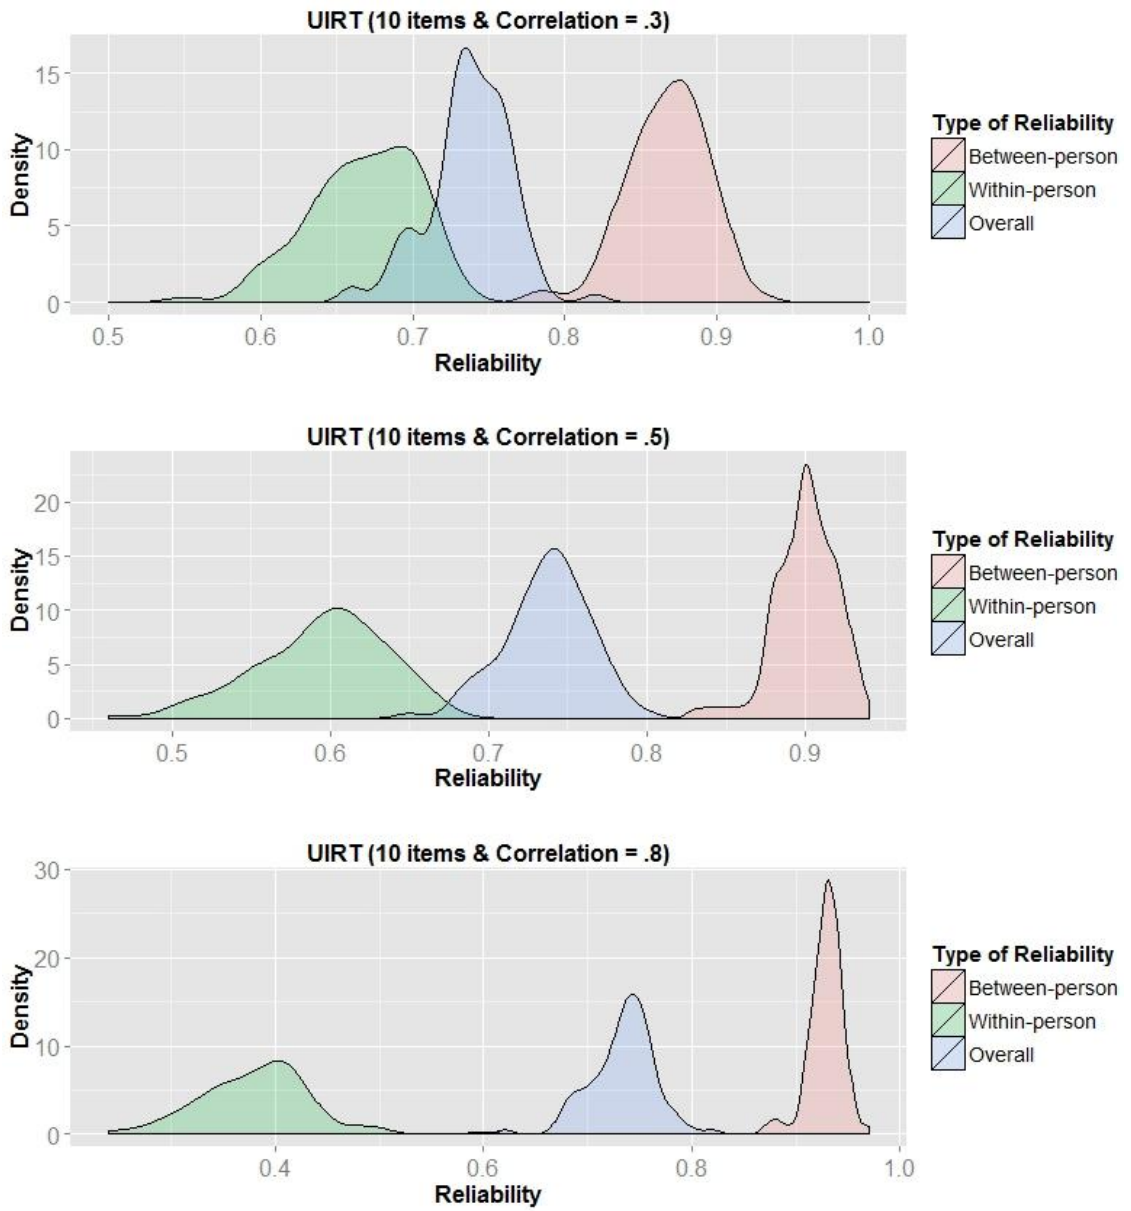 UIRT (10 items & Correlation = .3)
15
10
5
0
Density
0.5 0.6 0.7 0.8 0.9 1.0
Reliability
Type of Reliability
Between-person
Within-person
Overall
UIRT (10 items & Correlation = .5)
20
15
10
5
0
Density
0.5 0.6 0.7 0.8 0.9
Reliability
Type of Reliability
Between-person
Within-person
Overall
UIRT (10 items & Correlation = .8)
30
20
10
0
Density
0.4 0.6 0.8 1.0
Reliability
Type of Reliability
Between-person
Within-person
Overall